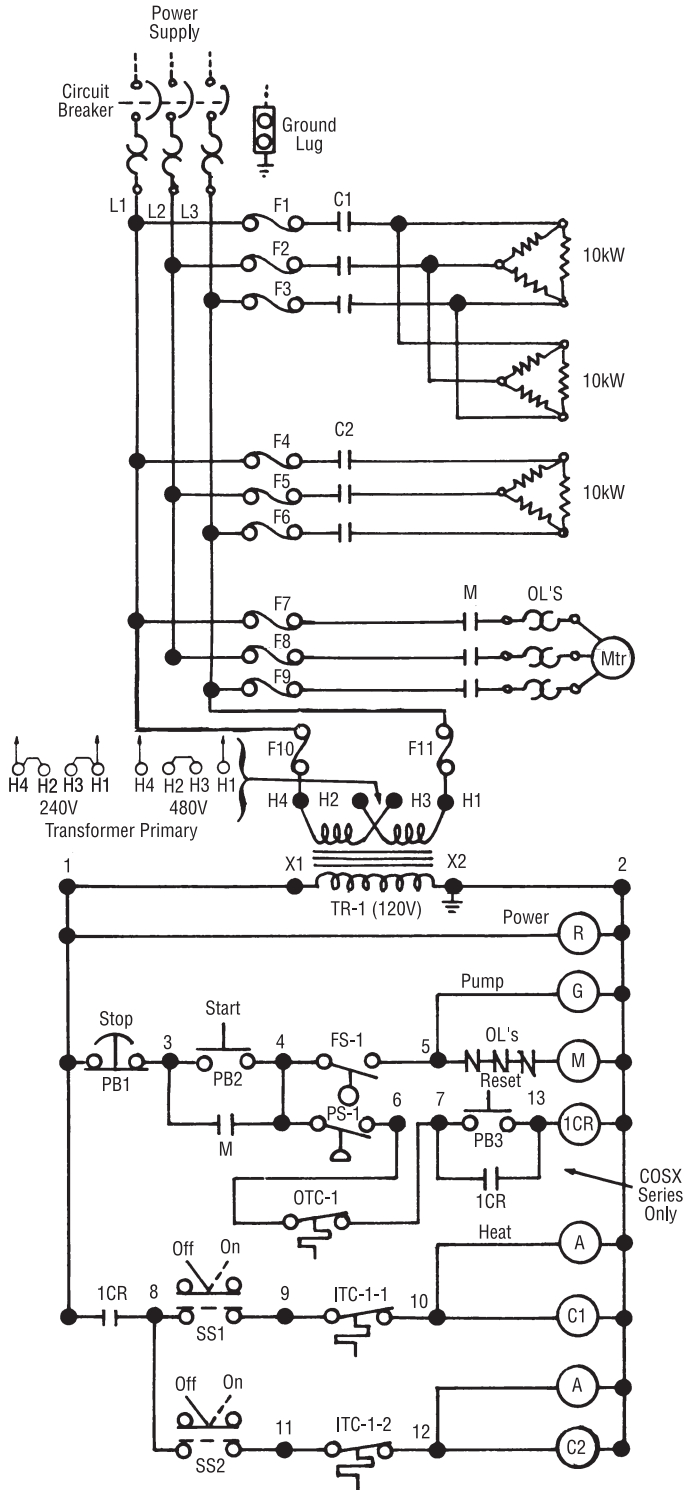 Power
Supply
Circuit
Breaker
Ground
Lug
L1 L2 L3
F1 C1
F2 10kW
F3
10kW
F4 C2
F5 10kW
F6
F7 M OL'S
F8 Mtr
F9
F10 F11
H4 H2 H3 H1 H4 H2 H3 H1
240V 480V
Transformer Primary
H4 H2 H3 H1
1 X1 X2 2
TR-1 (120V)
Power R
Pump G
Stop Start
3 4 FS-1 5 OL's M
PB1 PB2 Reset
PS-1 6 7 13 1CR
M PB3
OTC-1 1CR
COSX
Series
Only
Off On Heat A
1CR 8 9 ITC-1-1 10 C1
SS1
Off On A
11 ITC-1-2 12 C2
SS2